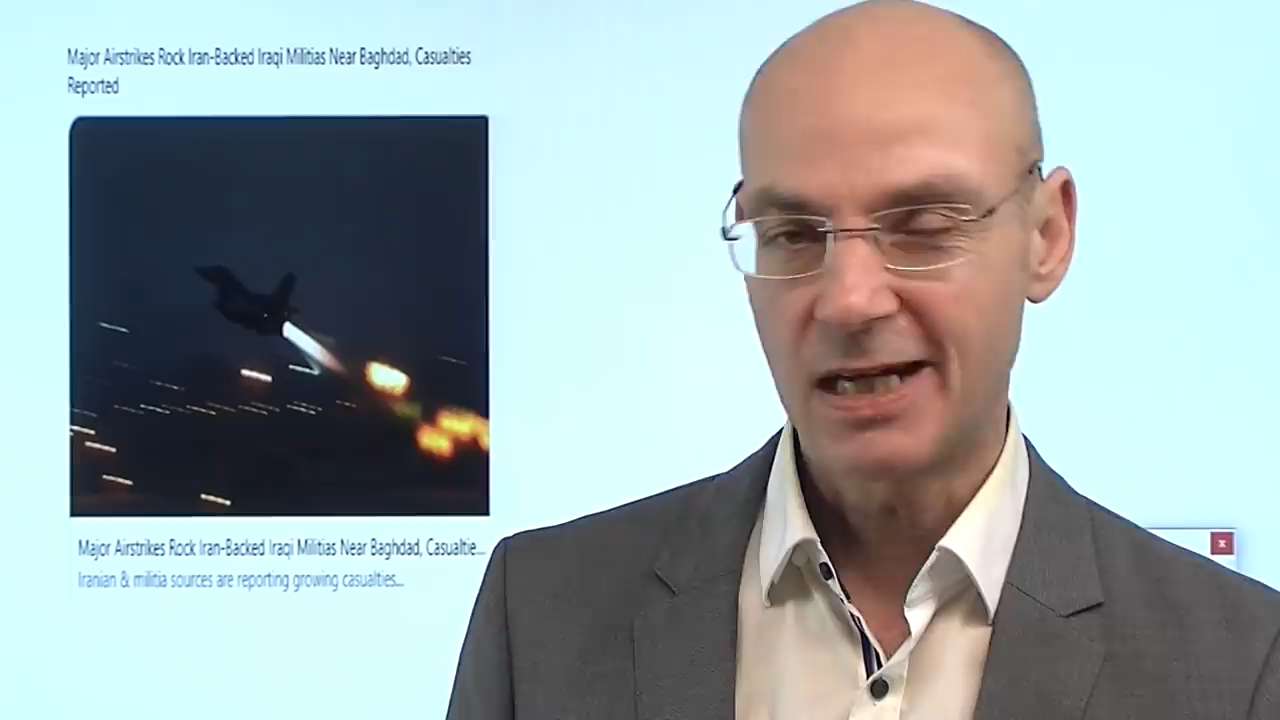 Major Airstrikes Rock Iran-Backed Iraqi Militias Near Baghdad, Casualties
Reported
Major Airstrikes Rock Iran-Backed Iraqi Militias Near Baghdad, Casualtie...
Iranian & militia sources are reporting growing casualties...
x